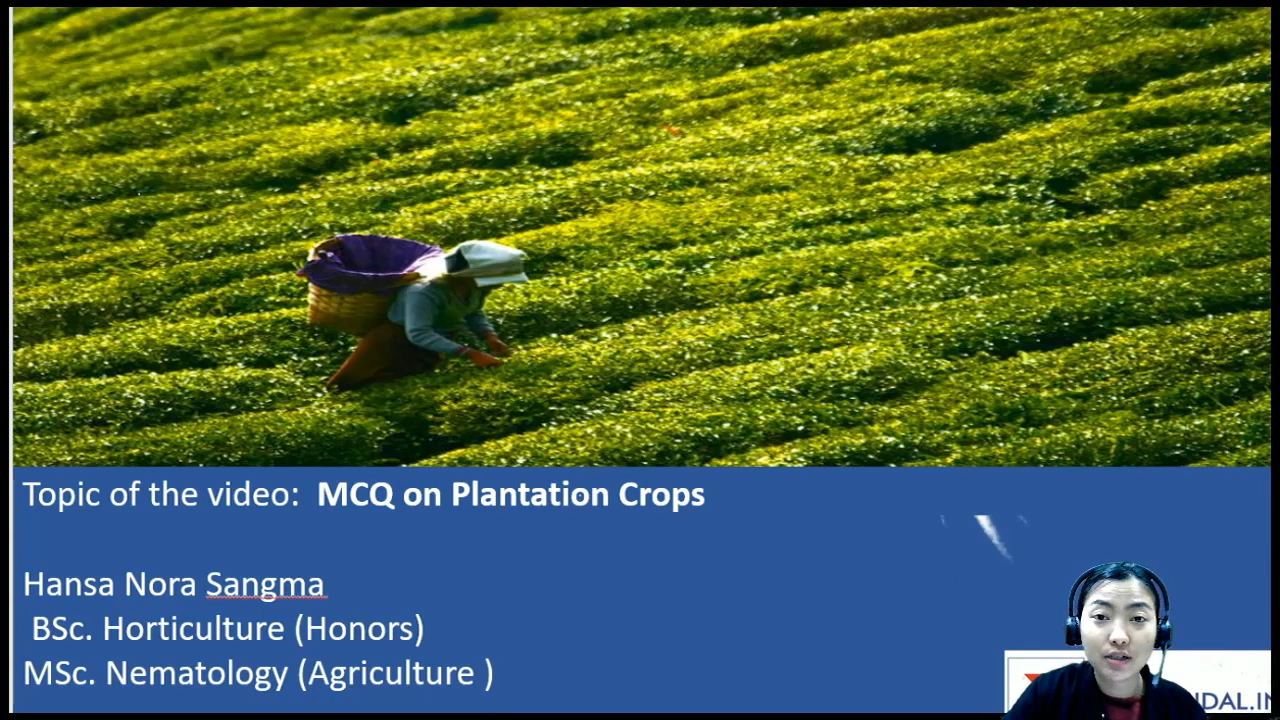 Topic of the video: MCQ on Plantation Crops
Hansa Nora Sangma
BSc. Horticulture (Honors)
MSc. Nematology (Agriculture )